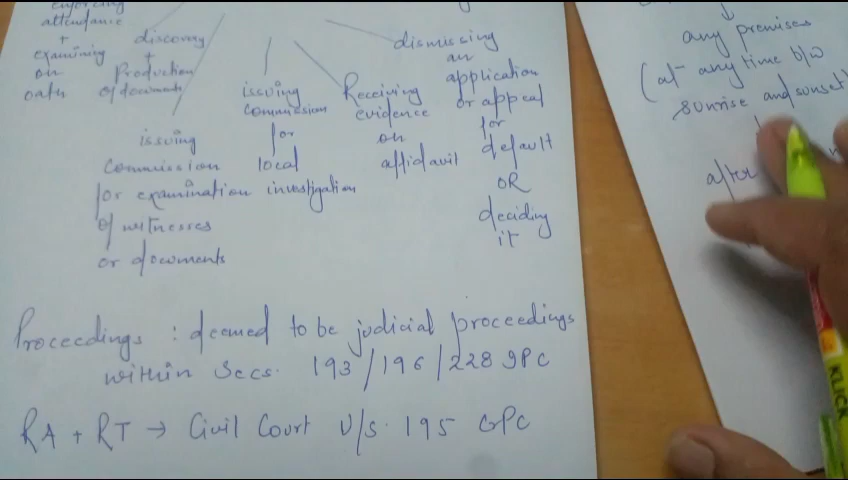 enforcing
attendance
+
examining
on
oath
discovery
+
Production
of documents
issuing
commission
for examination
of witnesses
or documents
issuing
commission
for
local
investigation
Receiving
evidence
on
affidavit
dismissing
an
application
or appeal
for
default
OR
deciding
it
Proceedings : deemed to be judicial proceedings
within Secs. 193/196/228 IPC
RA + RT → Civil Court U/S. 195 CrPC
any premises
(at any time b/w
sunrise and sunset)
after
KLICK